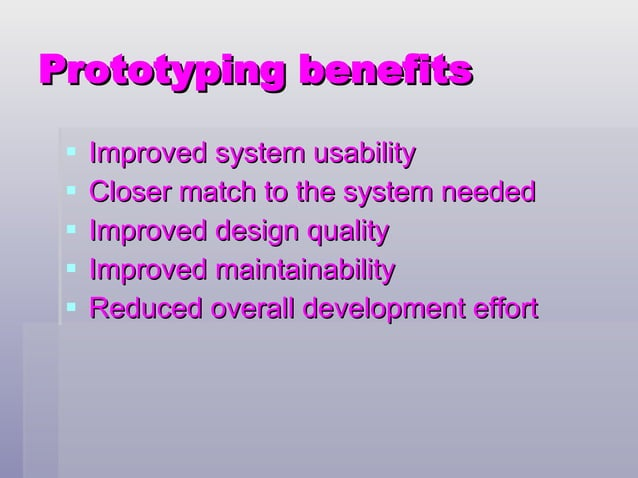 Prototyping benefits
Improved system usability
Closer match to the system needed
Improved design quality
Improved maintainability
Reduced overall development effort